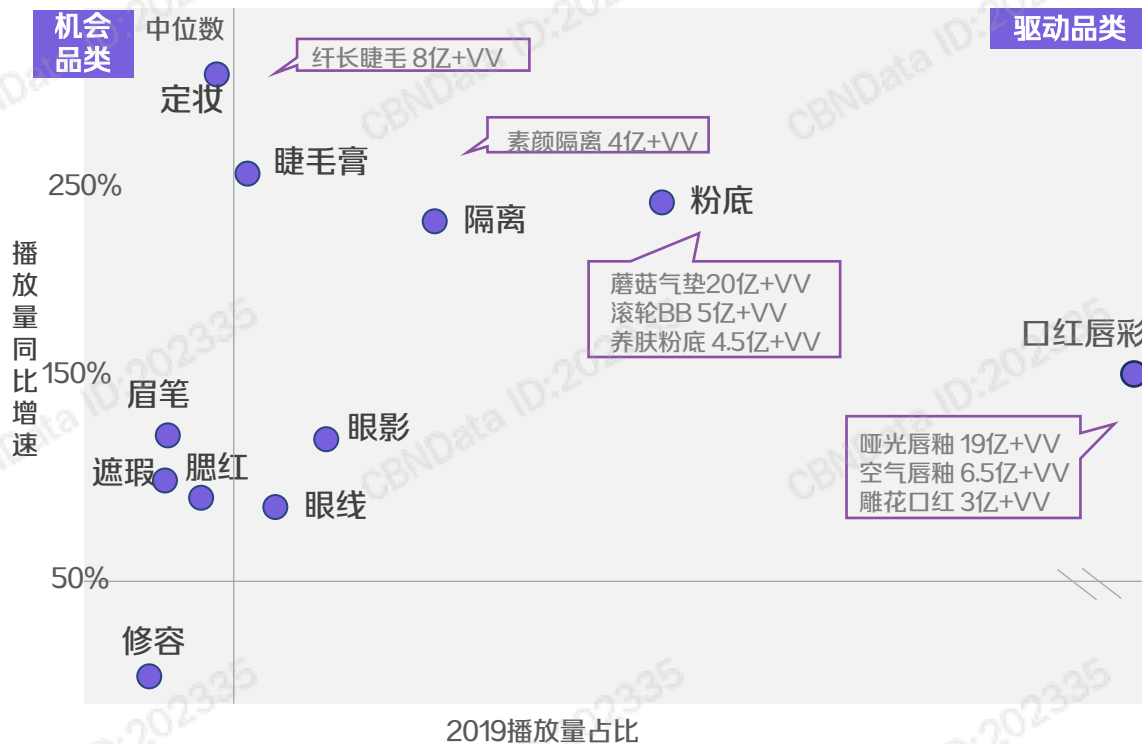 机会
品类
中位数
驱动品类
纤长睫毛 8亿+VV
定妆
素颜隔离 4亿+VV
睫毛膏
250%
粉底
隔离
播放量同比增速
蘑菇气垫20亿+VV
滚轮BB 5亿+VV
养肤粉底 4.5亿+VV
口红唇彩
150%
眉笔
眼影
哑光唇釉 19亿+VV
空气唇釉 6.5亿+VV
雕花口红 3亿+VV
遮瑕
腮红
眼线
50%
修容
2019播放量占比
CBNData ID:202335